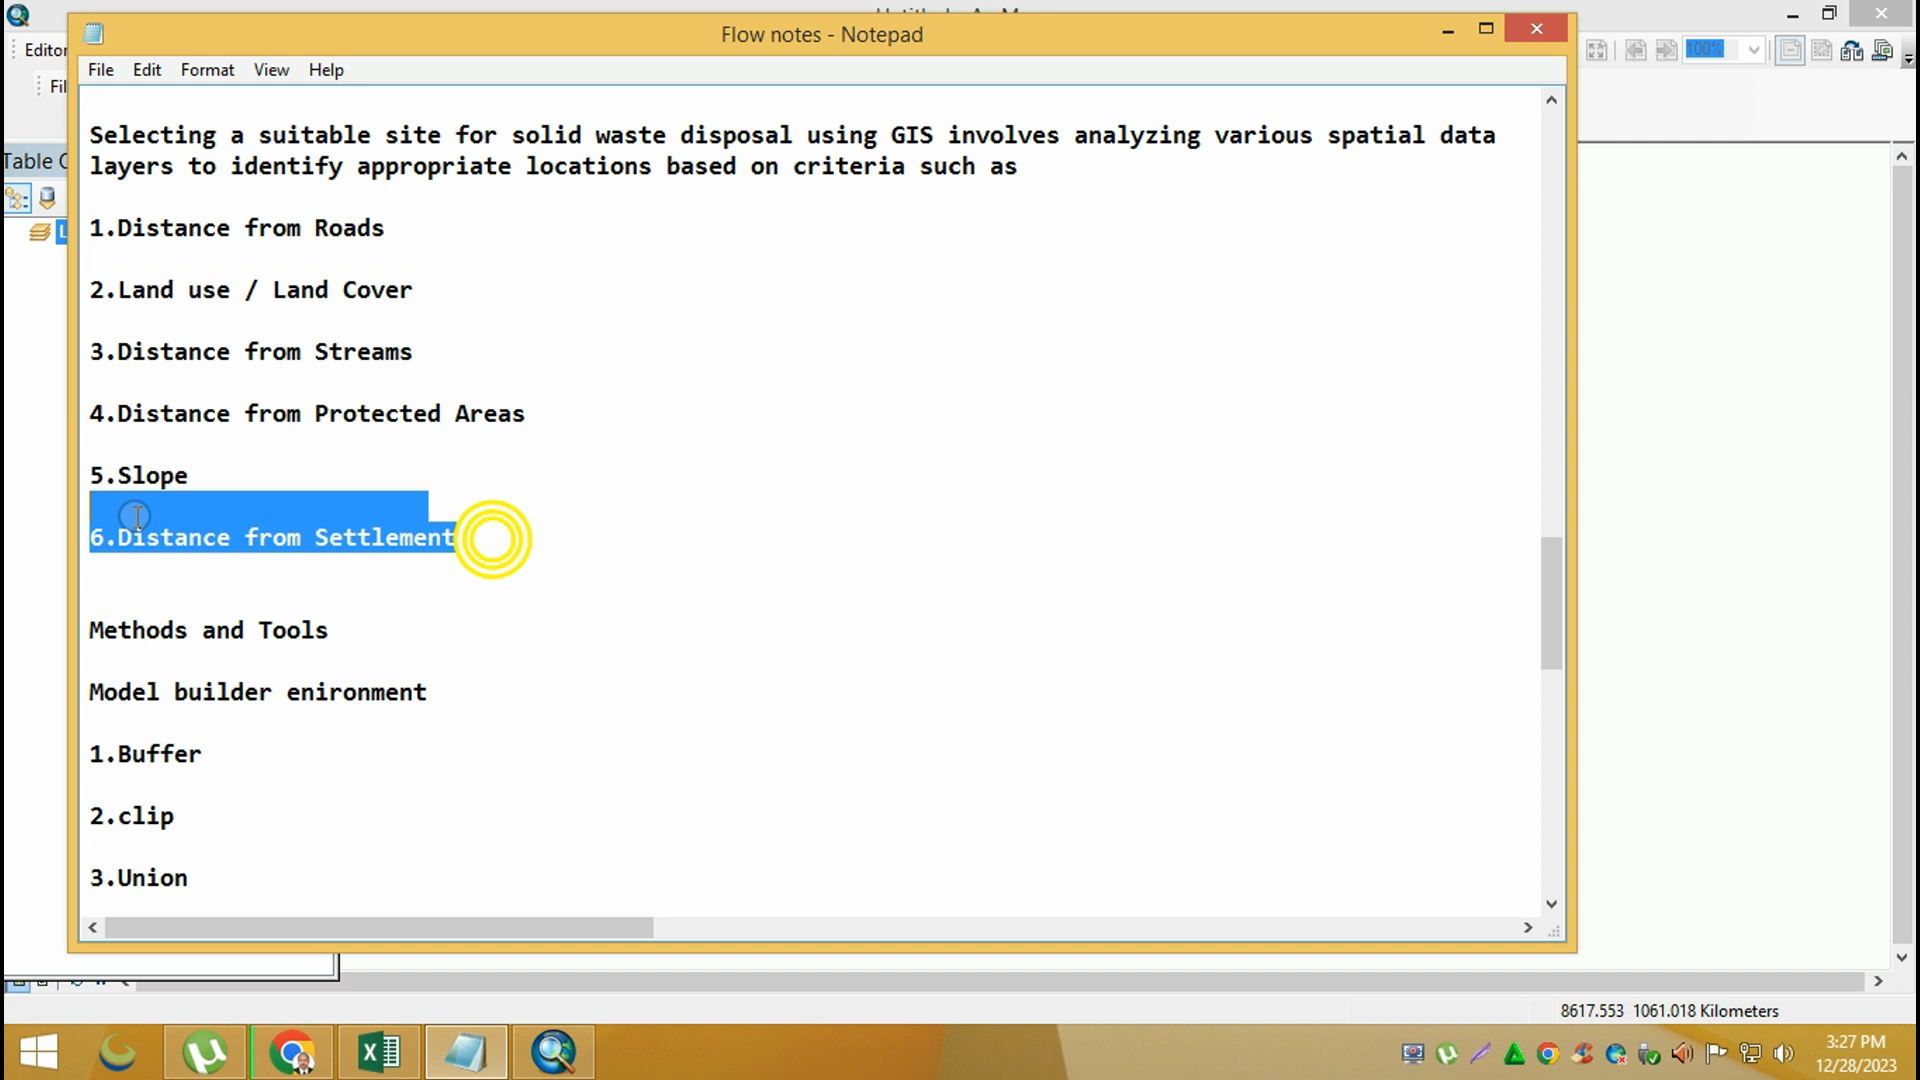 Flow notes - Notepad
Editor
File Edit Format View Help
100%
Selecting a suitable site for solid waste disposal using GIS involves analyzing various spatial data
layers to identify appropriate locations based on criteria such as
Table
1.Distance from Roads
2.Land use / Land Cover
3.Distance from Streams
4.Distance from Protected Areas
5.Slope
6.Distance from Settlement
Methods and Tools
Model builder enironment
1.Buffer
2.clip
3.Union
8617.553 1061.018 Kilometers
3:27 PM
12/28/2023